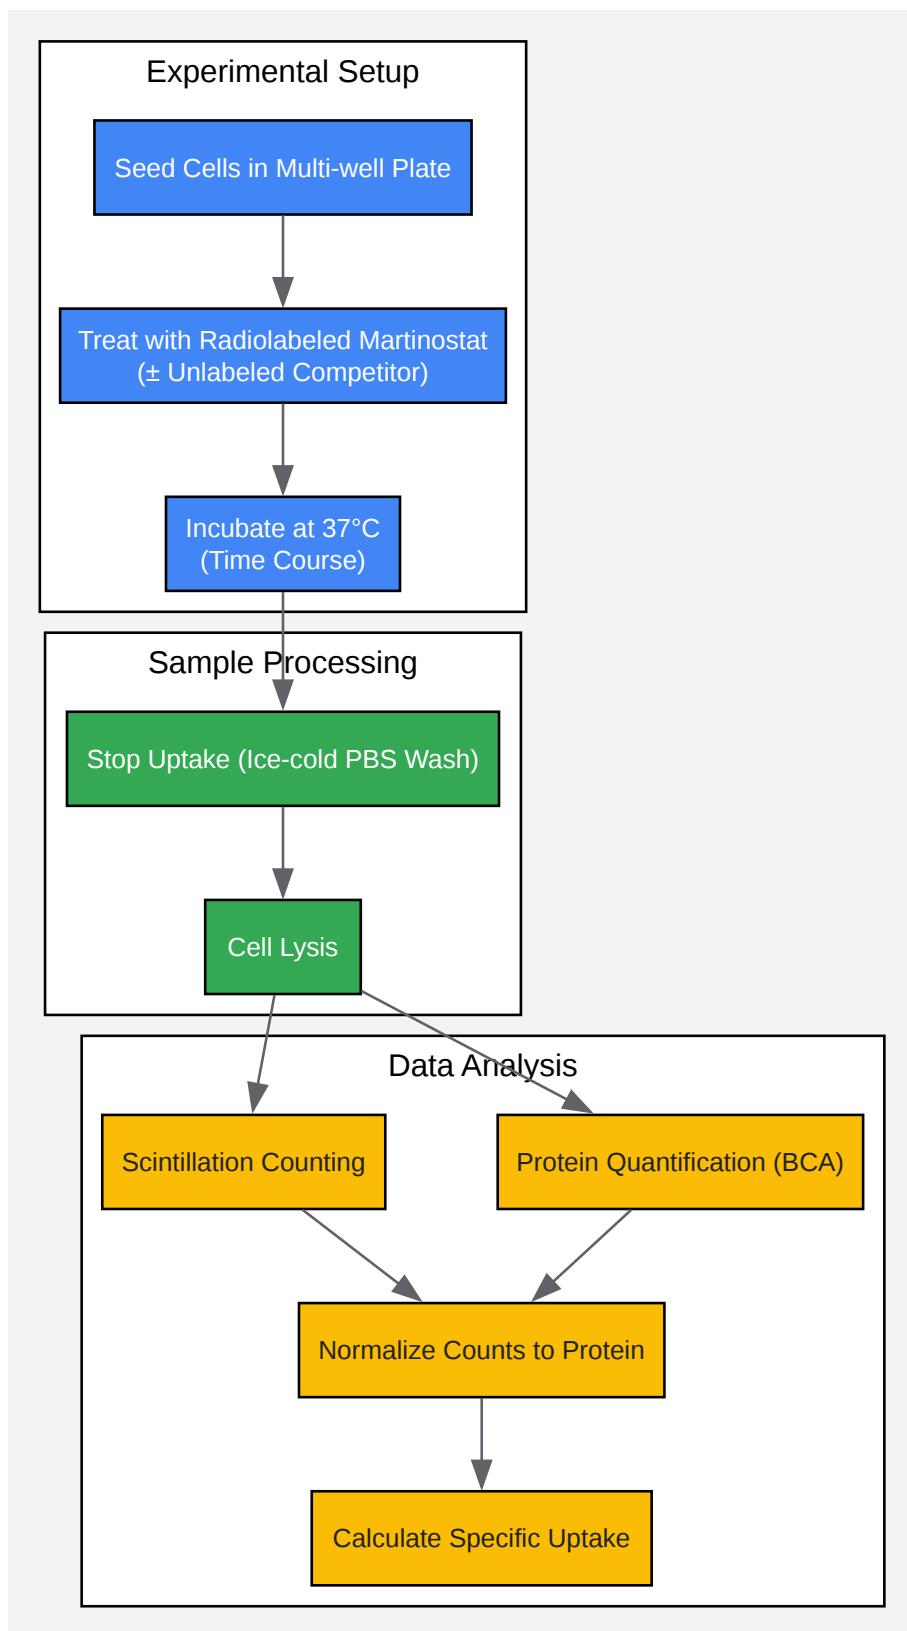 Experimental Setup
Seed Cells in Multi-well Plate
Treat with Radiolabeled Martinostat
(± Unlabeled Competitor)
Incubate at 37°C
(Time Course)
Sample Processing
Stop Uptake (Ice-cold PBS Wash)
Cell Lysis
Data Analysis
Scintillation Counting
Protein Quantification (BCA)
Normalize Counts to Protein
Calculate Specific Uptake